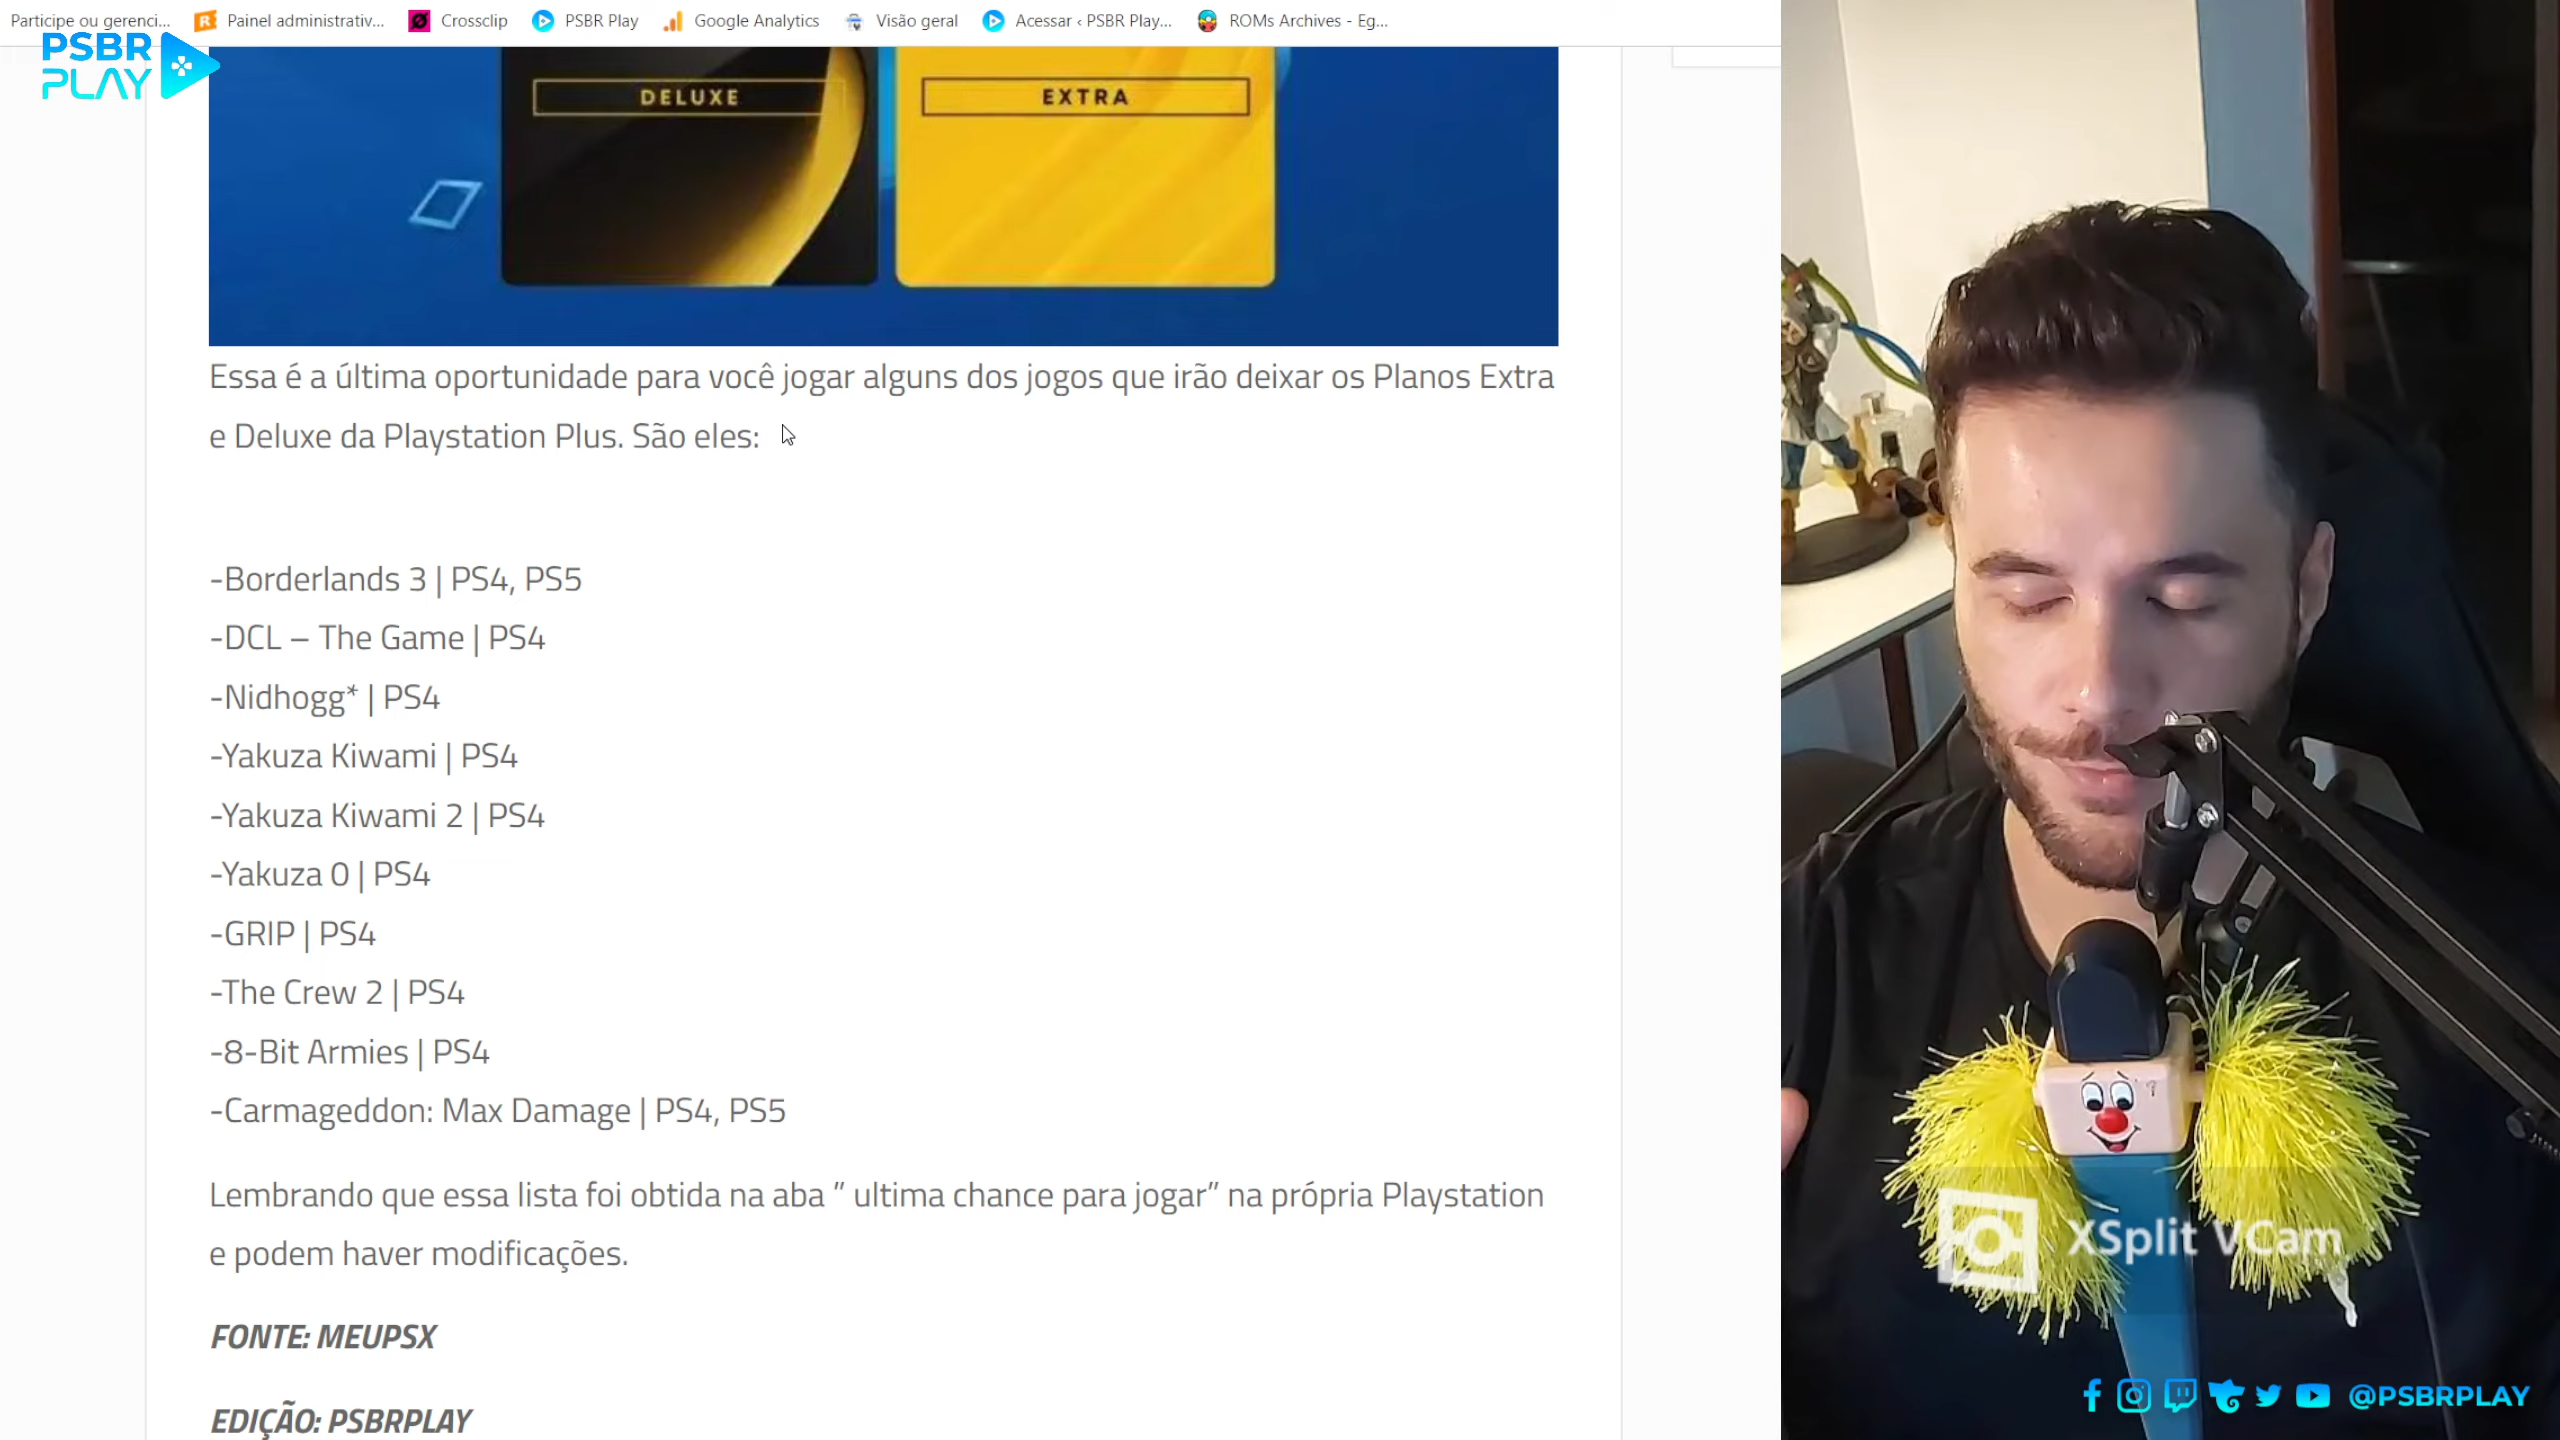 Participe ou gerenci... Painel administrativ... Crossclip PSBR Play Google Analytics Visão geral Acessar ‹ PSBR Play... ROMs Archives - Eg...
PSBR
PLAY
DELUXE
EXTRA
Essa é a última oportunidade para você jogar alguns dos jogos que irão deixar os Planos Extra
e Deluxe da Playstation Plus. São eles:
-Borderlands 3 | PS4, PS5
-DCL – The Game | PS4
-Nidhogg* | PS4
-Yakuza Kiwami | PS4
-Yakuza Kiwami 2 | PS4
-Yakuza 0 | PS4
-GRIP | PS4
-The Crew 2 | PS4
-8-Bit Armies | PS4
-Carmageddon: Max Damage | PS4, PS5
Lembrando que essa lista foi obtida na aba ” ultima chance para jogar” na própria Playstation
e podem haver modificações.
FONTE: MEUPSX
EDIÇÃO: PSBRPLAY
XSplit VCam
@PSBRPLAY